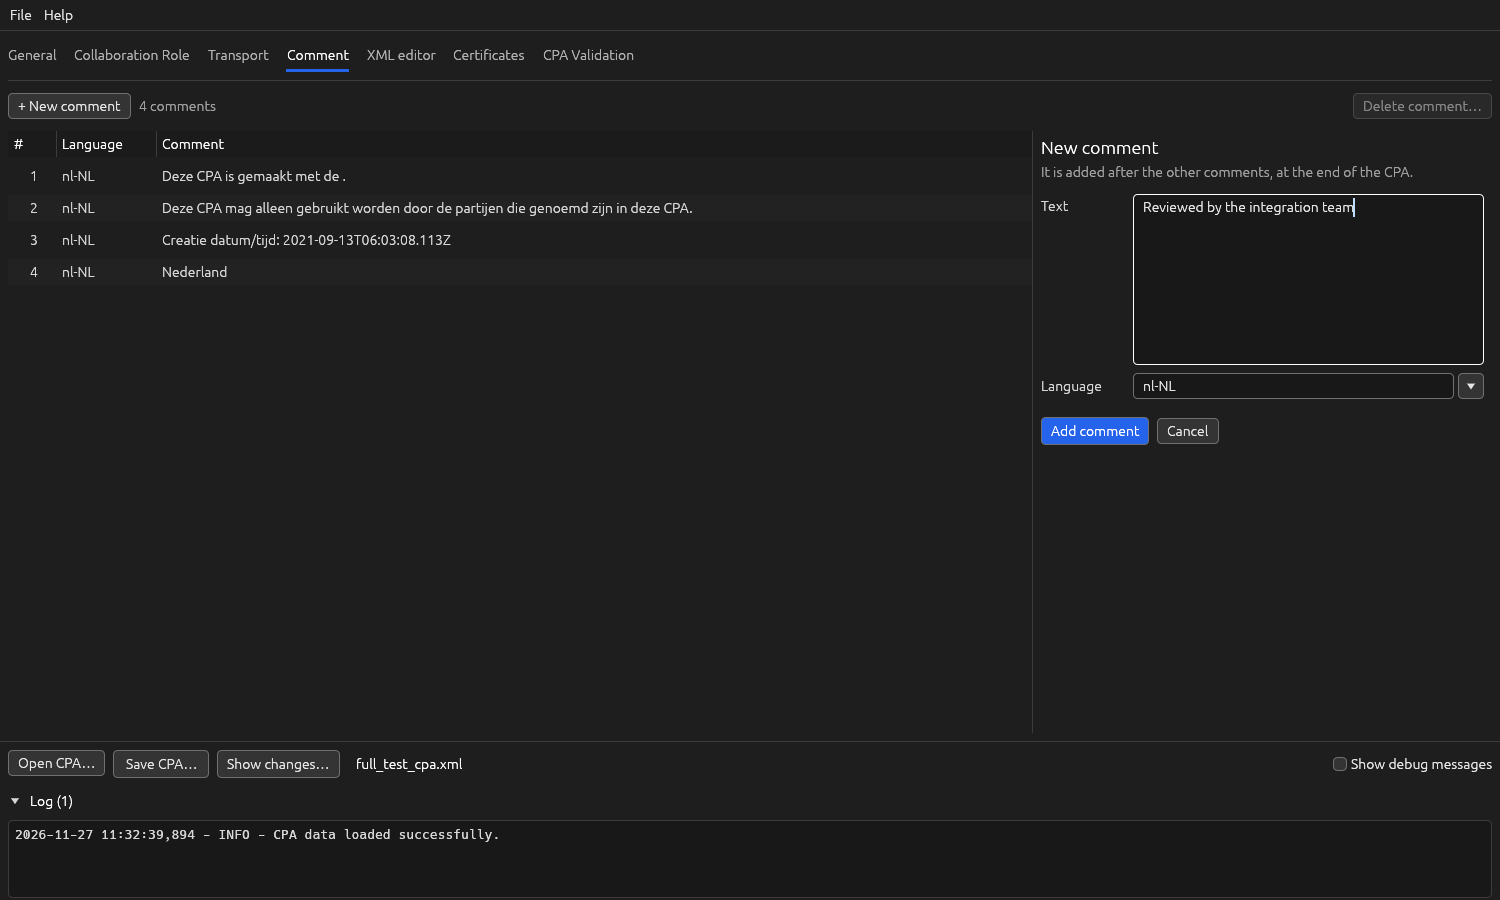 File Help
General Collaboration Role Transport Comment XML editor Certificates CPA Validation
+ New comment 4 comments Delete comment...
# Language Comment
1 nl-NL Deze CPA is gemaakt met de .
2 nl-NL Deze CPA mag alleen gebruikt worden door de partijen die genoemd zijn in deze CPA.
3 nl-NL Creatie datum/tijd: 2021-09-13T06:03:08.113Z
4 nl-NL Nederland
New comment
It is added after the other comments, at the end of the CPA.
Text Reviewed by the integration team
Language nl-NL
Add comment Cancel
Open CPA... Save CPA... Show changes... full_test_cpa.xml Show debug messages
Log (1)
2026-11-27 11:32:39,894 - INFO - CPA data loaded successfully.